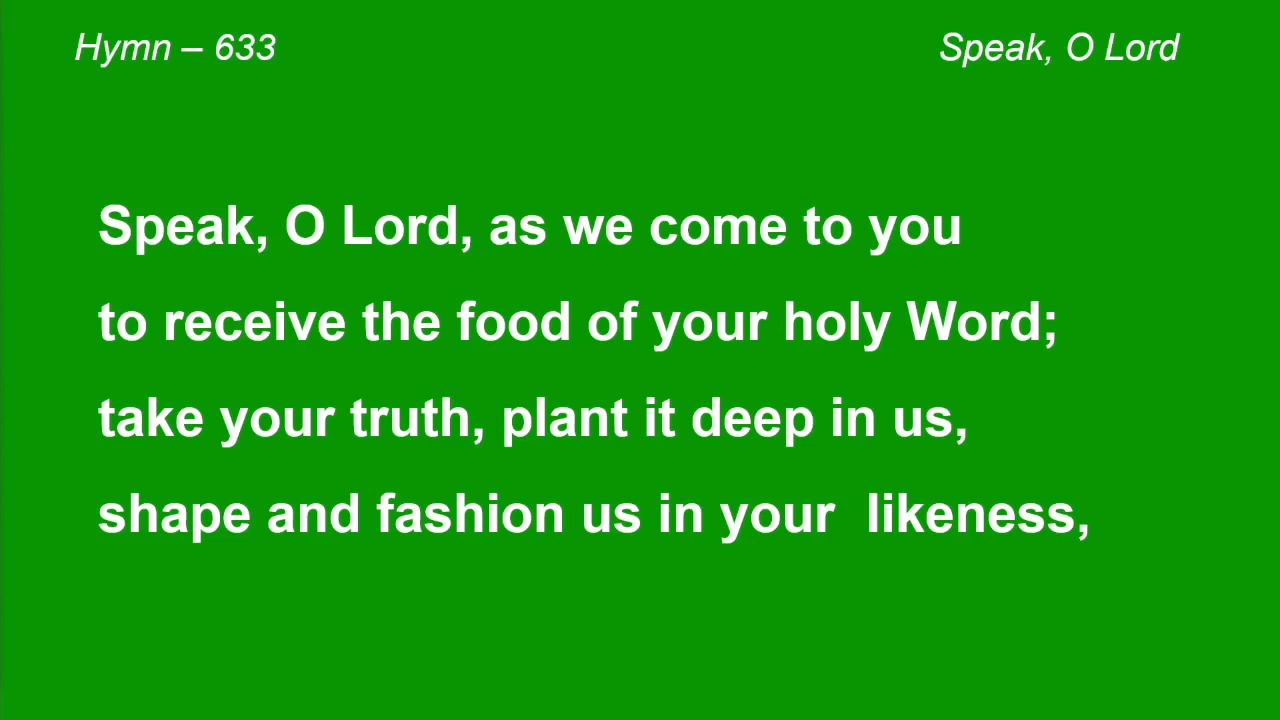 Hymn – 633
Speak, O Lord
Speak, O Lord, as we come to you
to receive the food of your holy Word;
take your truth, plant it deep in us,
shape and fashion us in your  likeness,